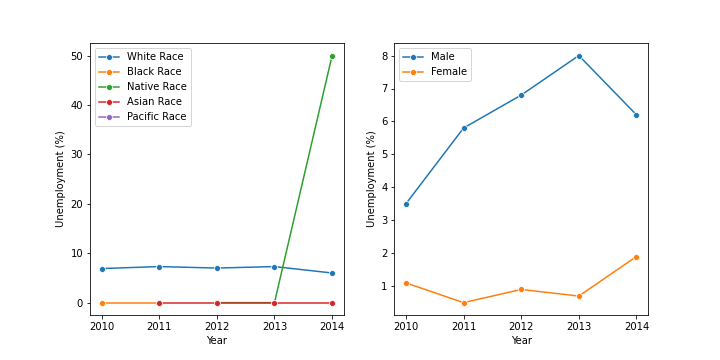 White Race
Black Race
Native Race
Asian Race
Pacific Race
50
40
30
20
10
0
Unemployment (%)
2010 2011 2012 2013 2014
Year
Male
Female
8
7
6
5
4
3
2
1
Unemployment (%)
2010 2011 2012 2013 2014
Year